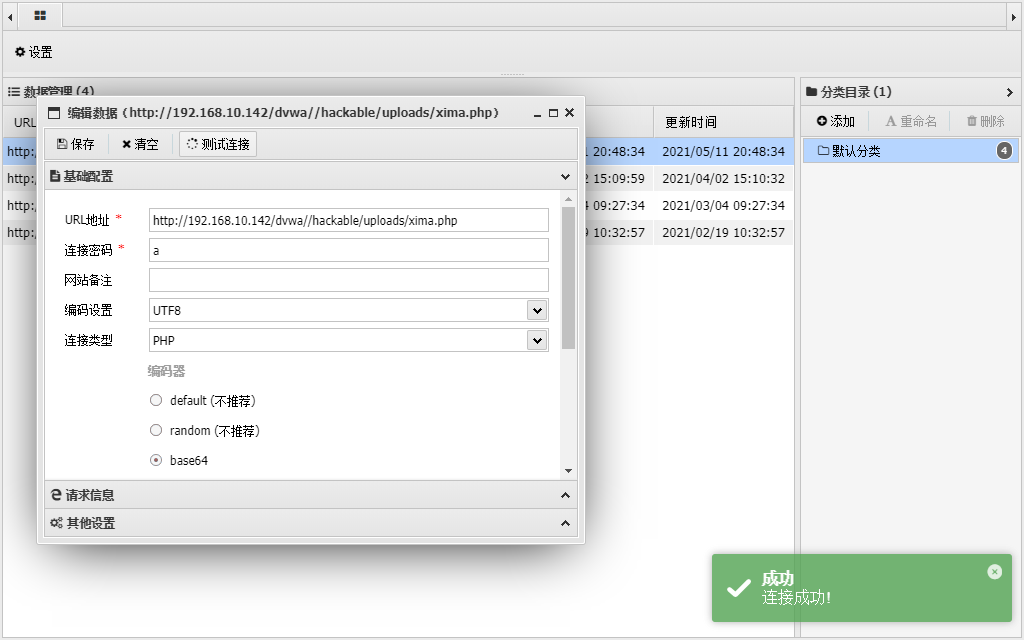 设置
数据管理 (4)
分类目录 (1)
编辑数据 (http://192.168.10.142/dvwa//hackable/uploads/xima.php)
URL
更新时间
添加
重命名
删除
保存
清空
测试连接
http:
20:48:34
2021/05/11 20:48:34
默认分类
4
基础配置
http:
15:09:59
2021/04/02 15:10:32
http:
09:27:34
2021/03/04 09:27:34
URL地址 *
http://192.168.10.142/dvwa//hackable/uploads/xima.php
http:
10:32:57
2021/02/19 10:32:57
连接密码 *
a
网站备注
编码设置
UTF8
连接类型
PHP
编码器
default (不推荐)
random (不推荐)
base64
请求信息
其他设置
成功
连接成功!